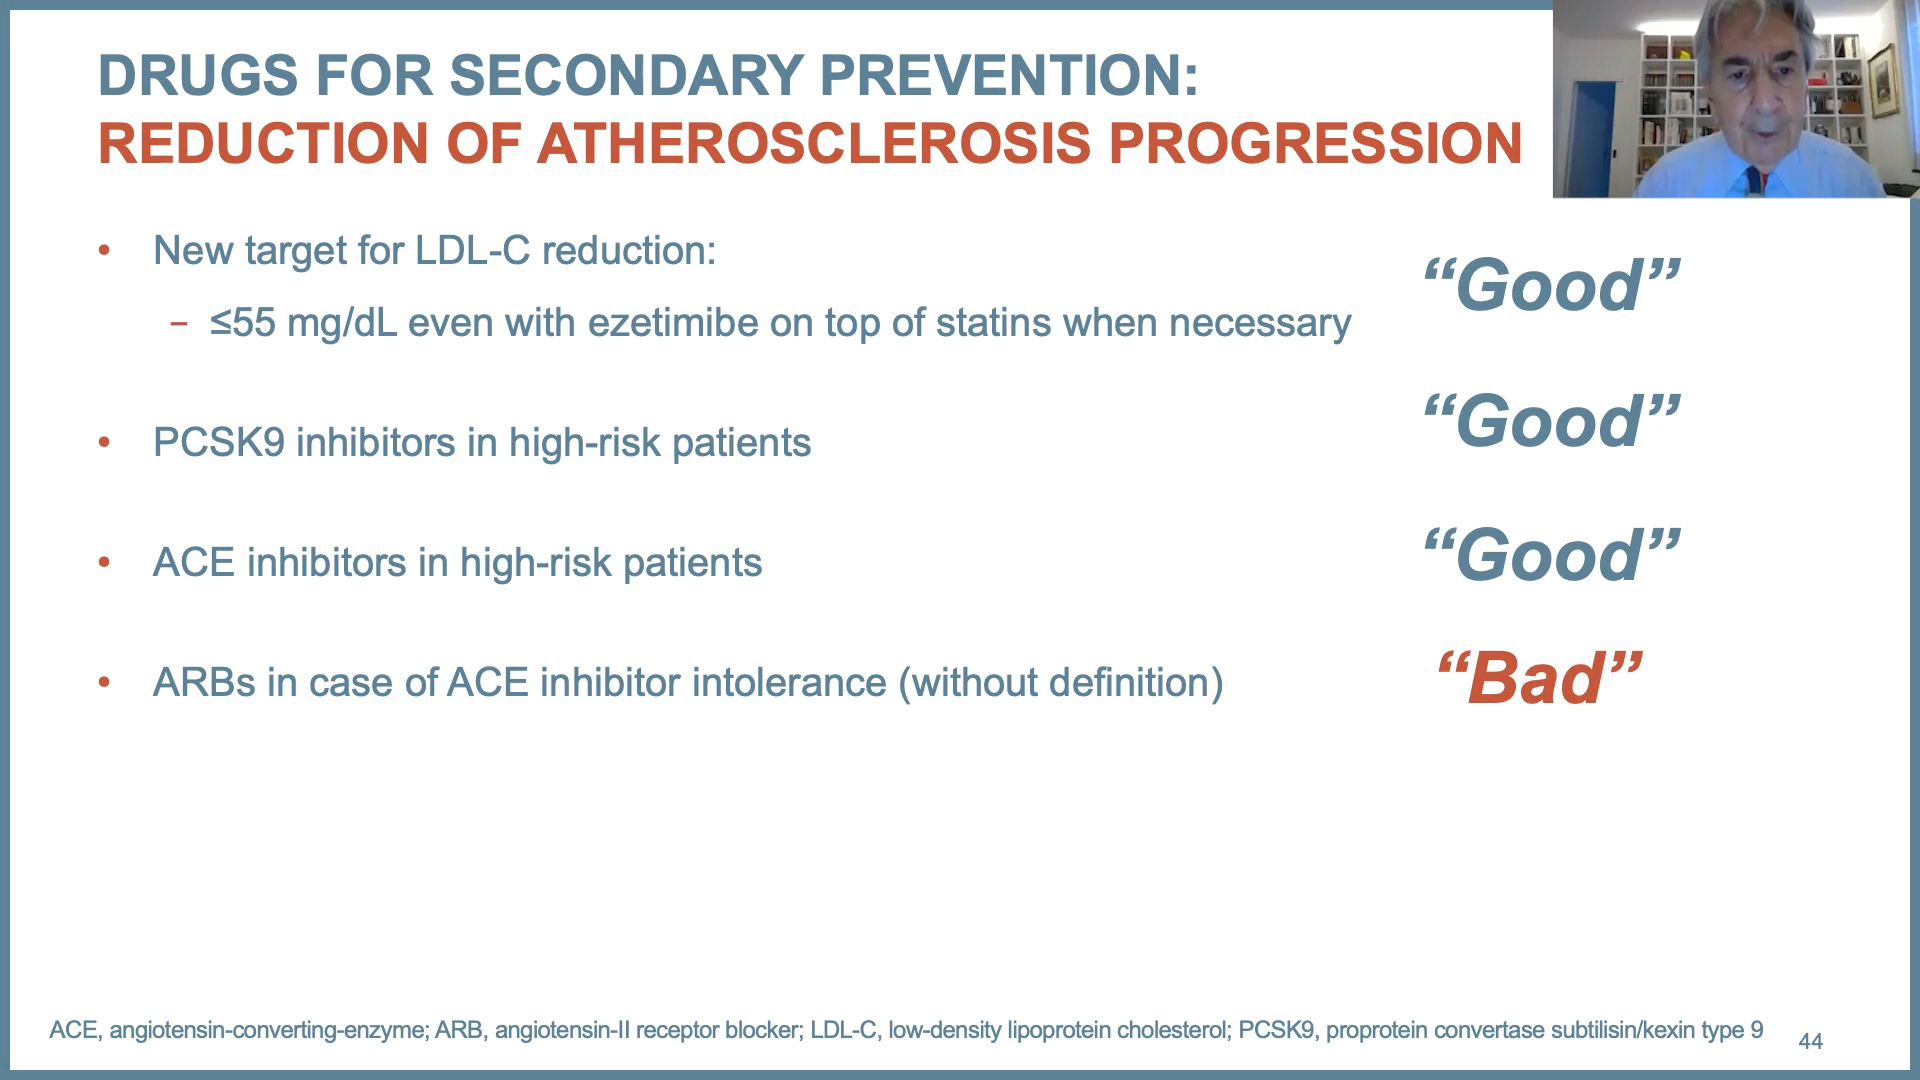 DRUGS FOR SECONDARY PREVENTION:
REDUCTION OF ATHEROSCLEROSIS PROGRESSION
• New target for LDL-C reduction:
– ≤55 mg/dL even with ezetimibe on top of statins when necessary
“Good”
• PCSK9 inhibitors in high-risk patients
“Good”
• ACE inhibitors in high-risk patients
“Good”
• ARBs in case of ACE inhibitor intolerance (without definition)
“Bad”
ACE, angiotensin-converting-enzyme; ARB, angiotensin-II receptor blocker; LDL-C, low-density lipoprotein cholesterol; PCSK9, proprotein convertase subtilisin/kexin type 9
44